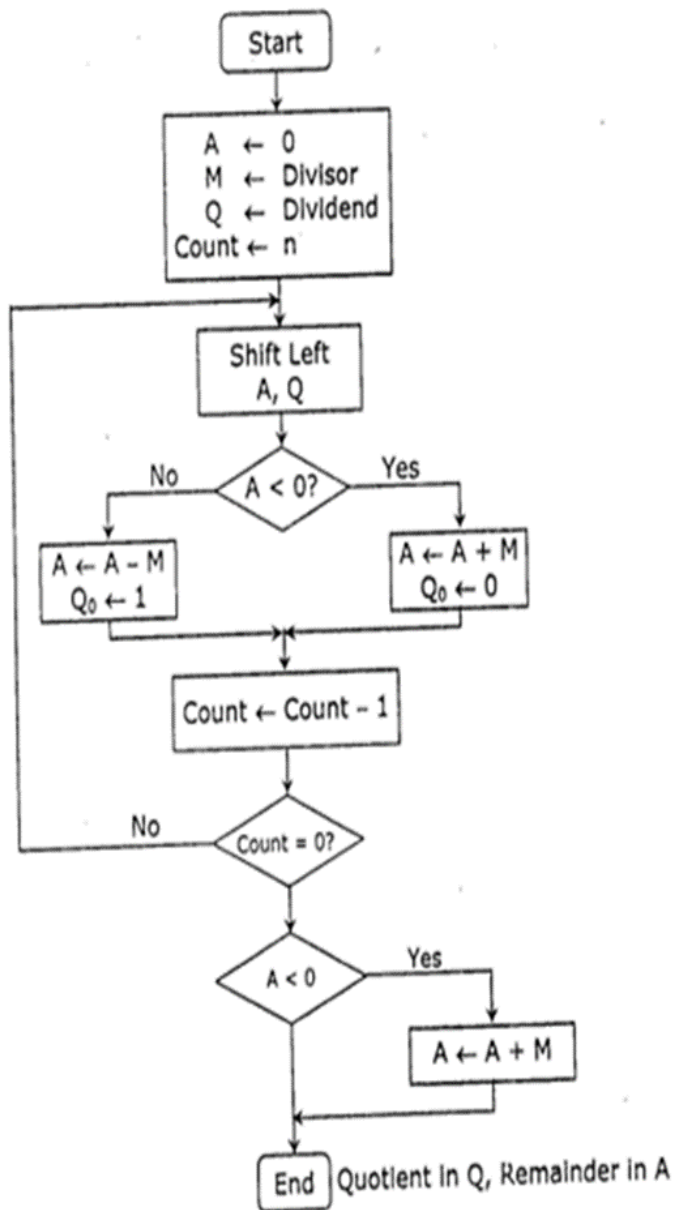 Start
A ← 0
M ← Divisor
Q ← Dividend
Count ← n
Shift Left
A, Q
No
A < 0?
Yes
A ← A – M
Q₀ ← 1
A ← A + M
Q₀ ← 0
Count ← Count – 1
No
Count = 0?
A < 0
Yes
A ← A + M
End
Quotient in Q, Remainder in A